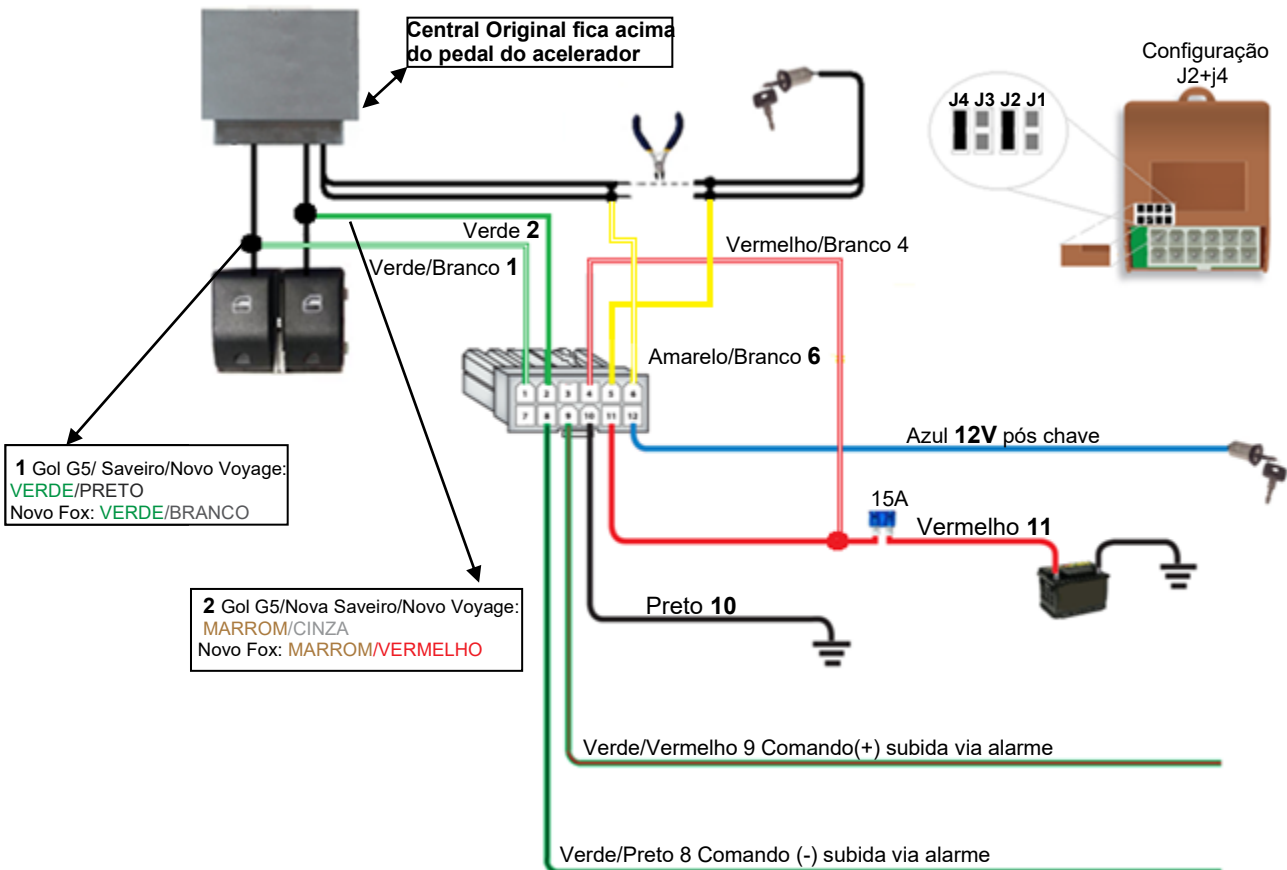 Central Original fica acima
do pedal do acelerador
Configuração
J2+j4
J4 J3 J2 J1
Verde 2
Verde/Branco 1
Vermelho/Branco 4
Amarelo/Branco 6
1 2 3 4 5 6
7 8 9 10 11 12
Azul 12V pós chave
1 Gol G5/ Saveiro/Novo Voyage:
VERDE/PRETO
Novo Fox: VERDE/BRANCO
15A
Vermelho 11
2 Gol G5/Nova Saveiro/Novo Voyage:
MARROM/CINZA
Novo Fox: MARROM/VERMELHO
Preto 10
Verde/Vermelho 9 Comando(+) subida via alarme
Verde/Preto 8 Comando (-) subida via alarme